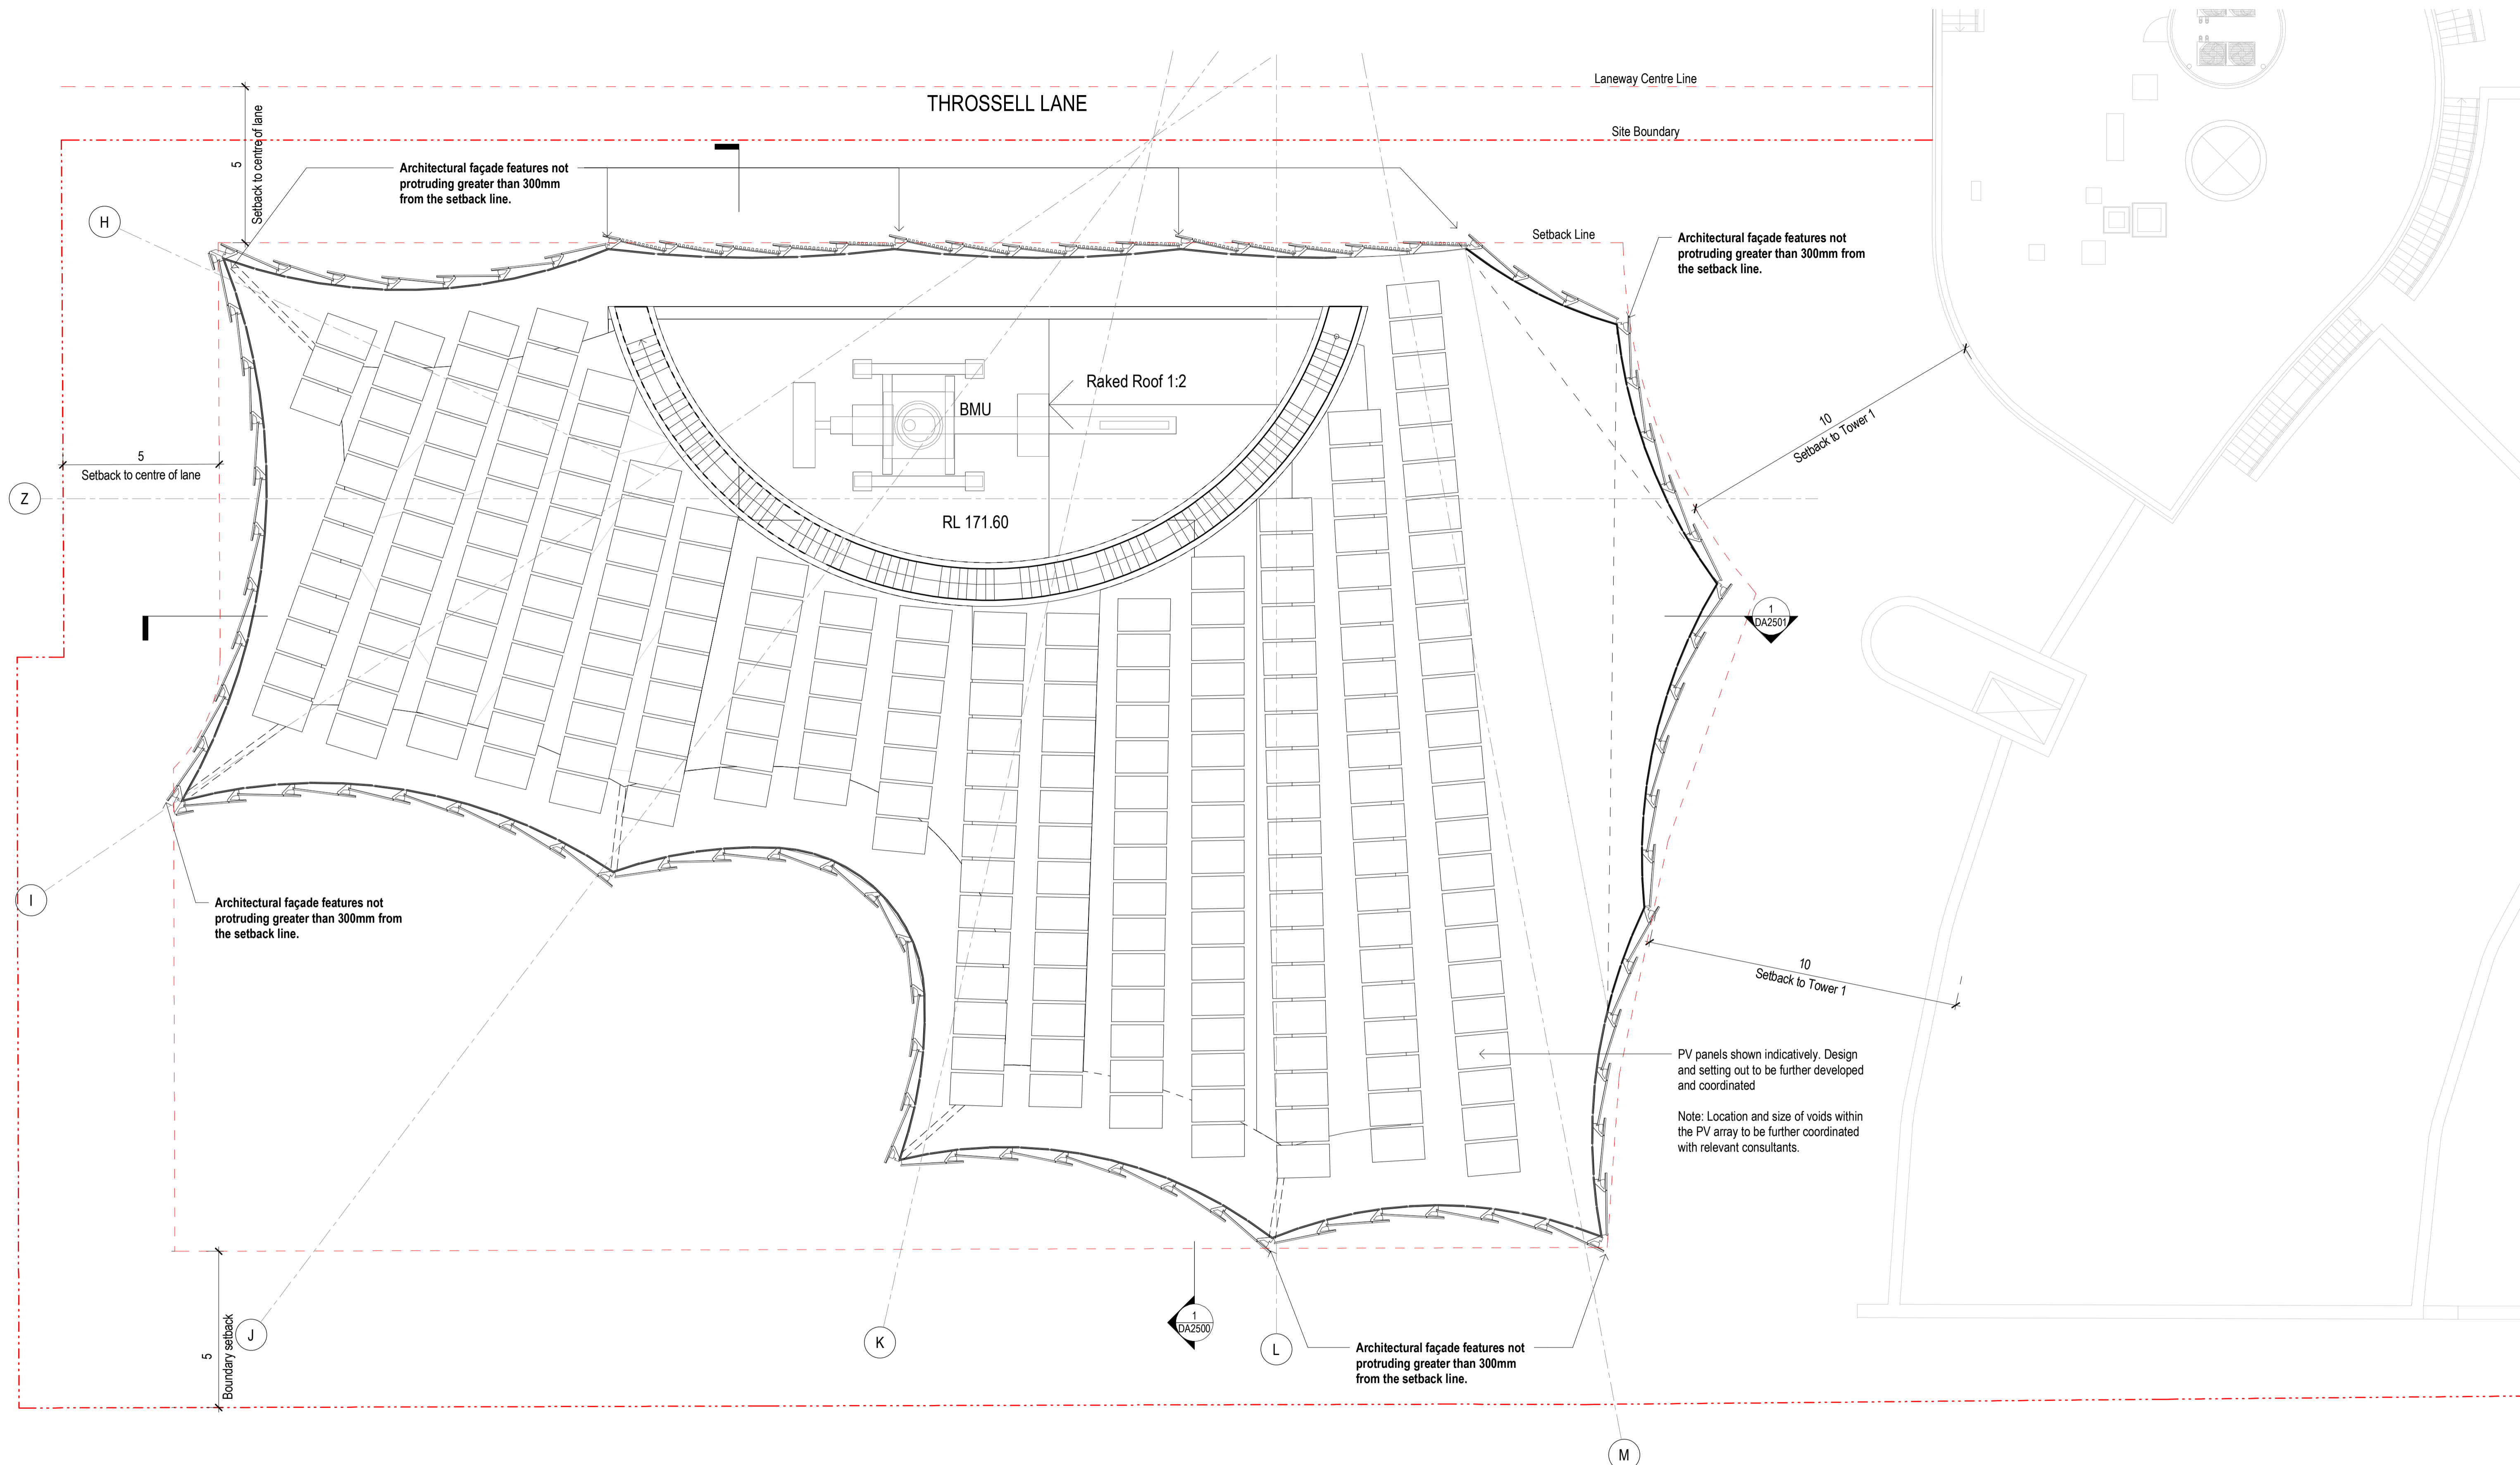 Laneway Centre Line
THROSSELL LANE
Site Boundary
5
Setback to centre of lane
Architectural façade features not
protruding greater than 300mm
from the setback line.
H
Setback Line
Architectural façade features not
protruding greater than 300mm from
the setback line.
Raked Roof 1:2
BMU
10
Setback to Tower 1
5
Setback to centre of lane
Z
RL 171.60
1
DA2501
I
Architectural façade features not
protruding greater than 300mm from
the setback line.
10
Setback to Tower 1
PV panels shown indicatively. Design
and setting out to be further developed
and coordinated
Note: Location and size of voids within
the PV array to be further coordinated
with relevant consultants.
5
Boundary setback
J
K
1
DA2500
L
Architectural façade features not
protruding greater than 300mm
from the setback line.
M